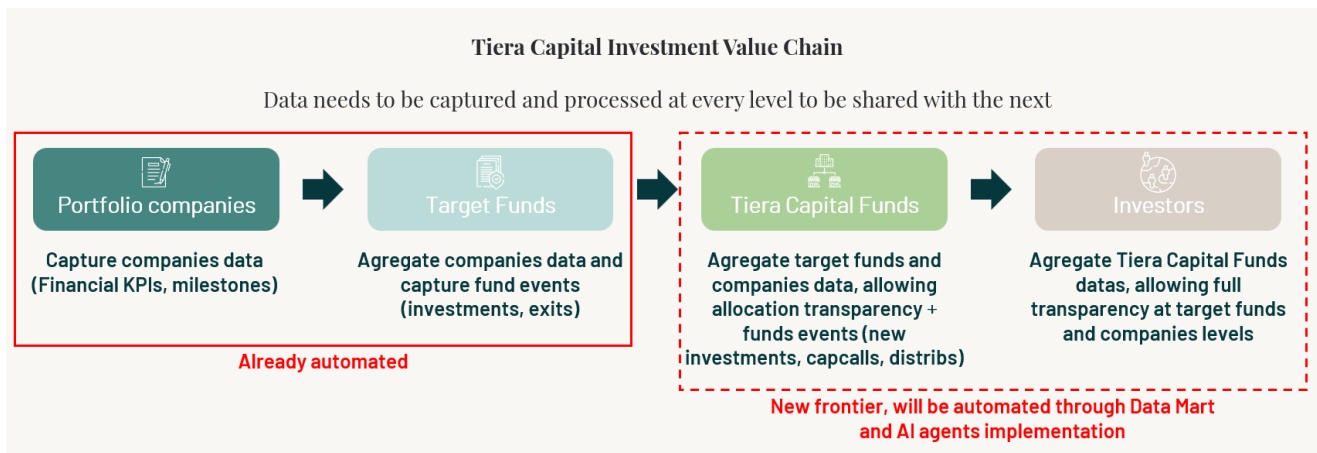 Tiera Capital Investment Value Chain
Data needs to be captured and processed at every level to be shared with the next
Portfolio companies
Capture companies data
(Financial KPIs, milestones)
Target Funds
Agregate companies data and
capture fund events
(investments, exits)
Already automated
Tiera Capital Funds
Agregate target funds and
companies data, allowing
allocation transparency +
funds events (new
investments, capcalls, distribs)
Investors
Agregate Tiera Capital Funds
datas, allowing full
transparency at target funds
and companies levels
New frontier, will be automated through Data Mart
and AI agents implementation